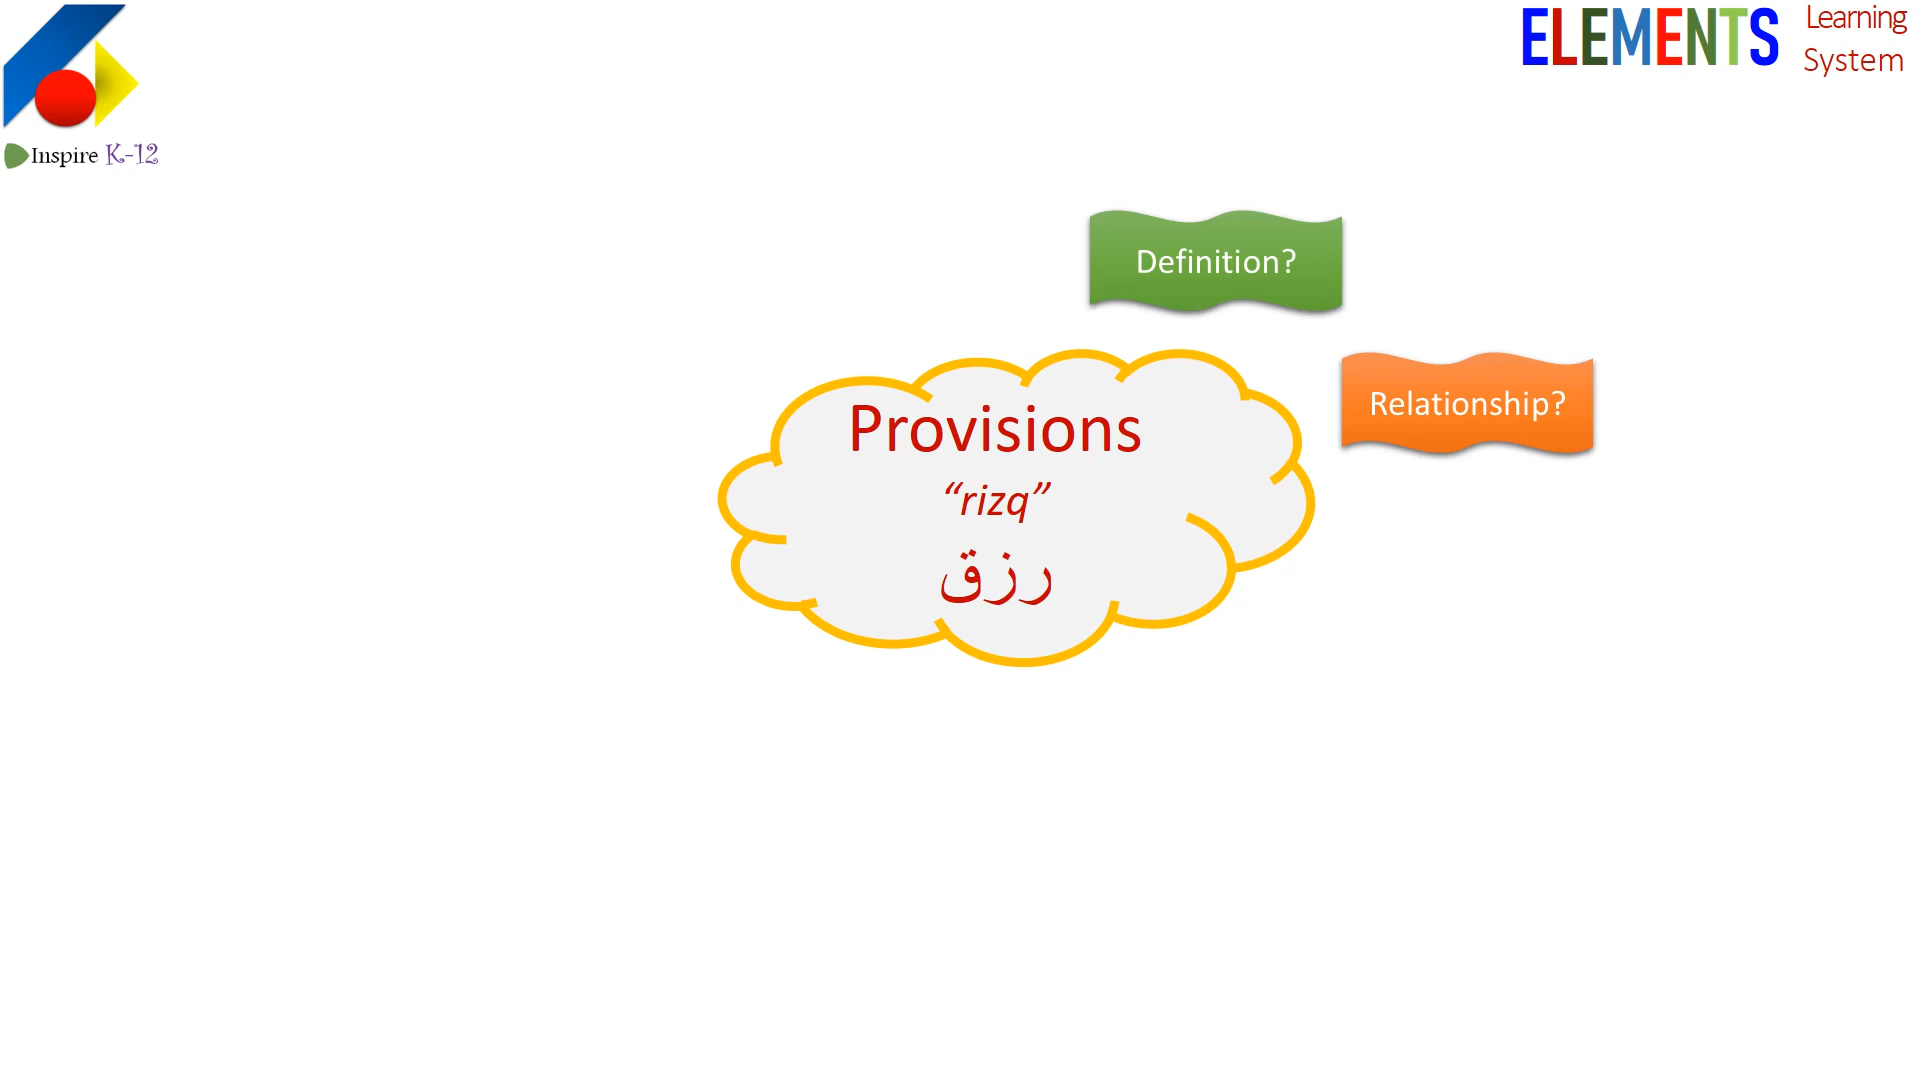 ELEMENTS Learning System
Inspire K-12
Definition?
Relationship?
Provisions
“rizq”
رزق